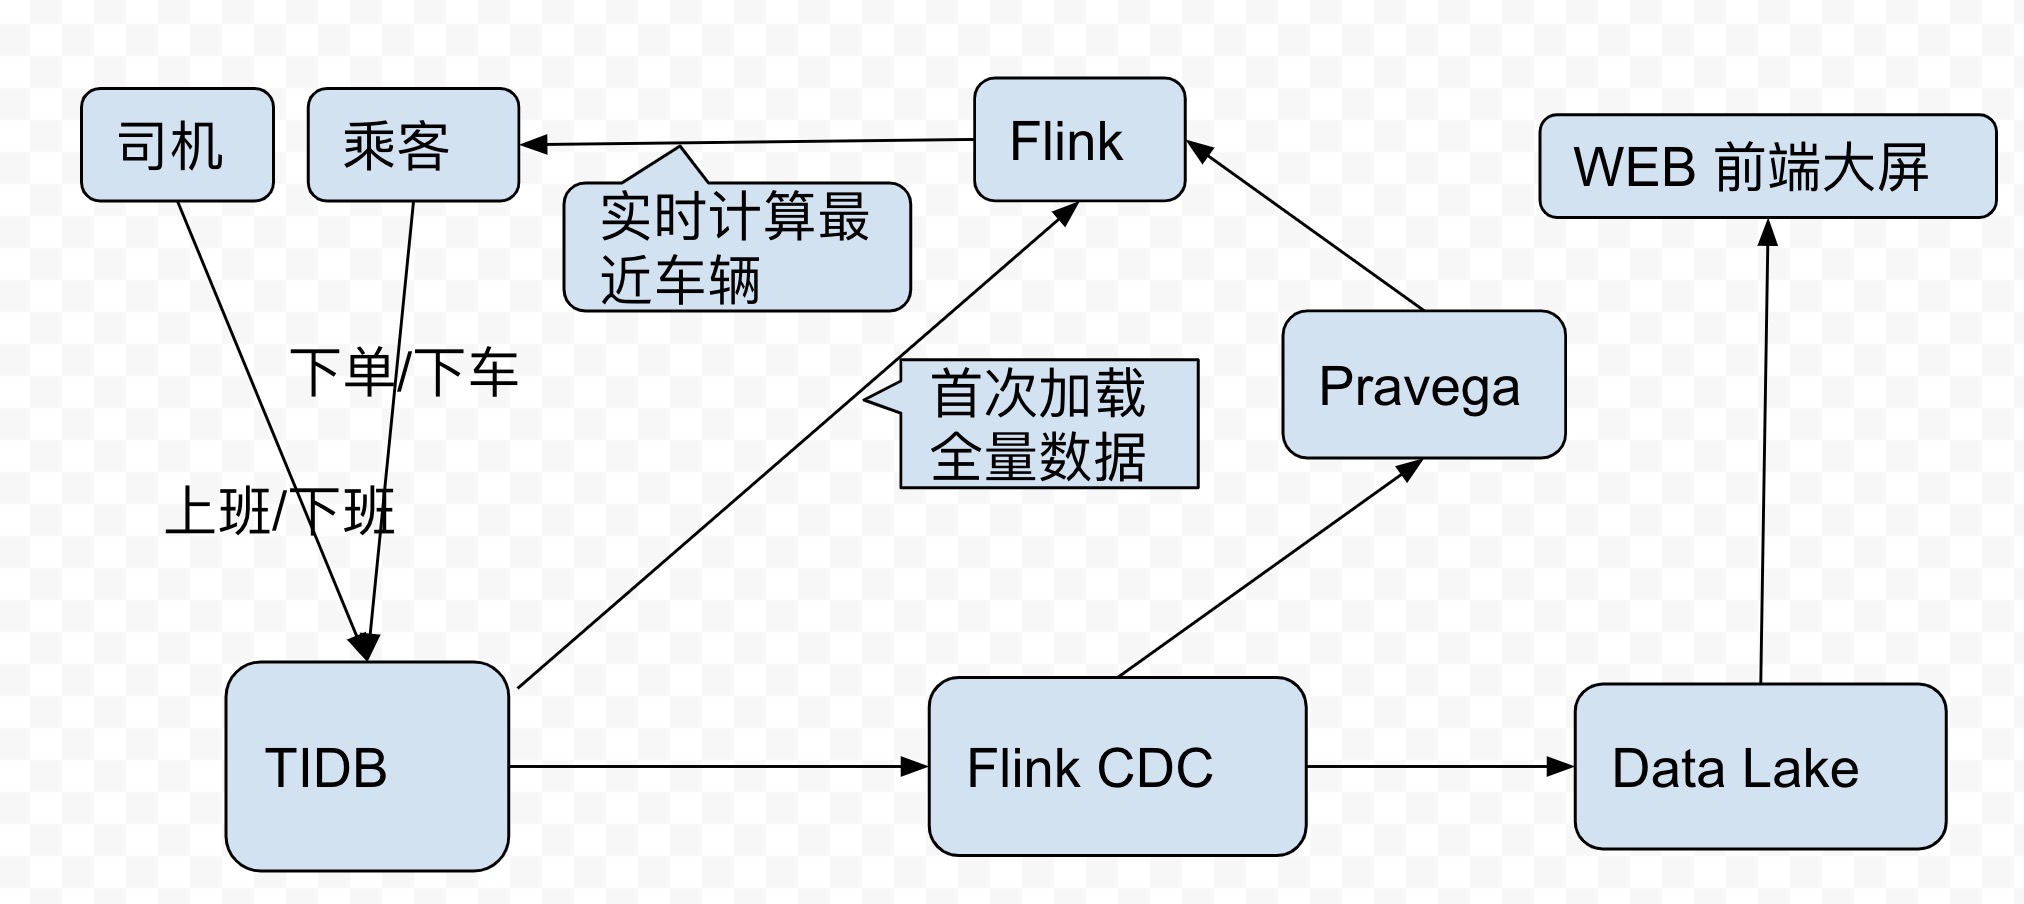 司机
乘客
Flink
WEB 前端大屏
实时计算最
近车辆
下单/下车
首次加载
全量数据
Pravega
上班/下班
TIDB
Flink CDC
Data Lake